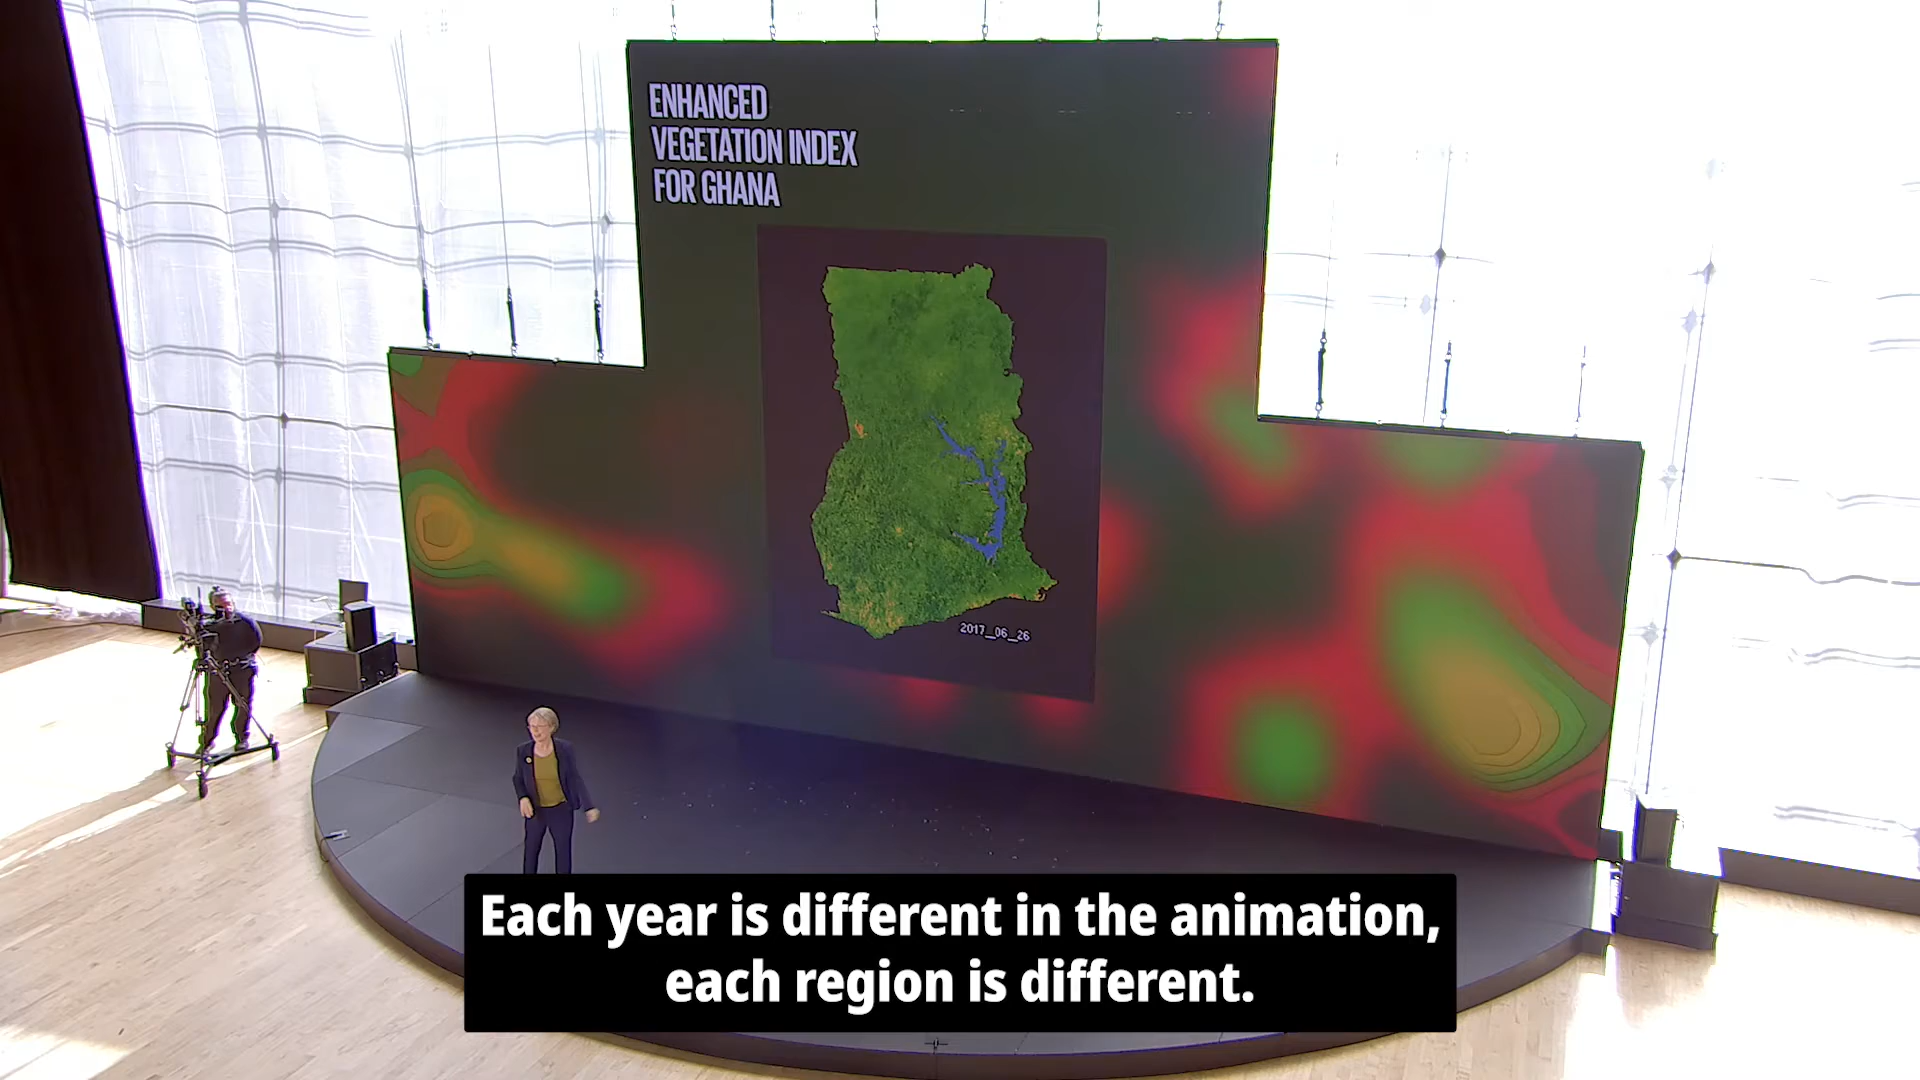 ENHANCED
VEGETATION INDEX
FOR GHANA
2017_06_26
Each year is different in the animation,
each region is different.